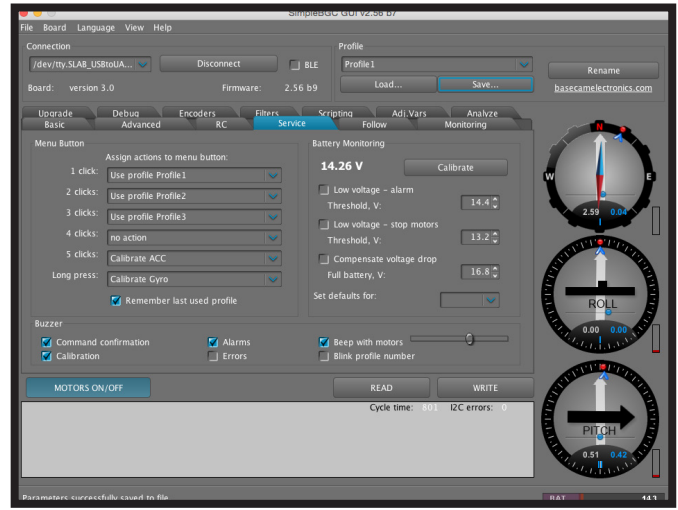 SimpleBGC GUI v2.56 b7
File Board Language View Help
Connection
/dev/tty.SLAB_USBtoUA...
Disconnect
BLE
Board: version 3.0
Firmware: 2.56 b9
Profile
Profile1
Load...
Save...
Rename
basecamelectronics.com
Upgrade Debug Encoders Filters Scripting Adj.Vars Analyze
Basic Advanced RC Service Follow Monitoring
Menu Button
Assign actions to menu button:
1 click: Use profile Profile1
2 clicks: Use profile Profile2
3 clicks: Use profile Profile3
4 clicks: no action
5 clicks: Calibrate ACC
Long press: Calibrate Gyro
Remember last used profile
Battery Monitoring
14.26 V
Calibrate
Low voltage – alarm
Threshold, V: 14.4
Low voltage – stop motors
Threshold, V: 13.2
Compensate voltage drop
Full battery, V: 16.8
Set defaults for:
Buzzer
Command confirmation
Alarms
Beep with motors
Calibration
Errors
Blink profile number
MOTORS ON/OFF
READ
WRITE
Cycle time: 801 I2C errors: 0
N
W
E
2.59 0.04
ROLL
0.00 0.00
PITCH
0.51 0.42
Parameters successfully saved to file
BAT